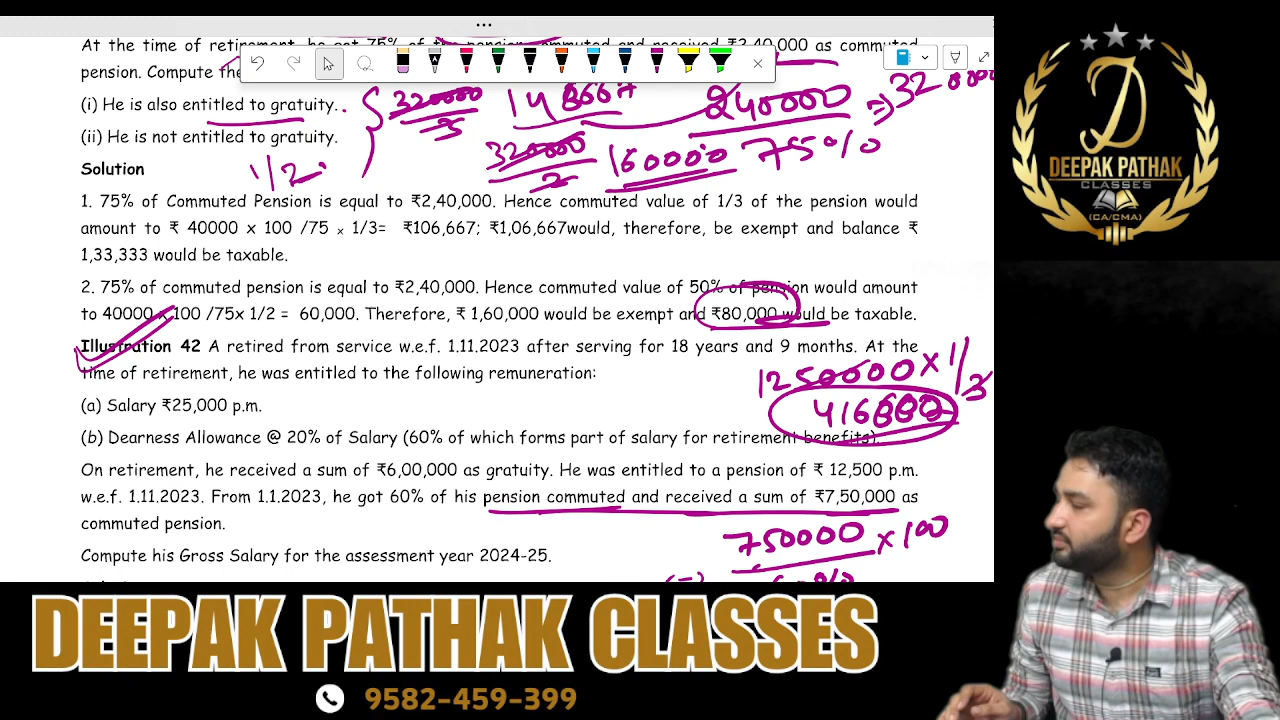 At the time of retirement, he got 75% of the pension commuted and received ₹2,40,000 as commuted
pension. Compute the
(i) He is also entitled to gratuity.
(ii) He is not entitled to gratuity.
320000
3
240000
320000
320000
2
160000 75%
1/2
Solution
1. 75% of Commuted Pension is equal to ₹2,40,000. Hence commuted value of 1/3 of the pension would
amount to ₹ 40000 x 100 /75 x 1/3= ₹106,667; ₹1,06,667would, therefore, be exempt and balance ₹
1,33,333 would be taxable.
2. 75% of commuted pension is equal to ₹2,40,000. Hence commuted value of 50% of pension would amount
to 40000 x 100 /75x 1/2 = 60,000. Therefore, ₹ 1,60,000 would be exempt and ₹80,000 would be taxable.
Illustration 42 A retired from service w.e.f. 1.11.2023 after serving for 18 years and 9 months. At the
time of retirement, he was entitled to the following remuneration:
1250000 x 1/3
(a) Salary ₹25,000 p.m.
(b) Dearness Allowance @ 20% of Salary (60% of which forms part of salary for retirement benefits).
On retirement, he received a sum of ₹6,00,000 as gratuity. He was entitled to a pension of ₹ 12,500 p.m.
w.e.f. 1.11.2023. From 1.1.2023, he got 60% of his pension commuted and received a sum of ₹7,50,000 as
commuted pension.
750000 x 100
Compute his Gross Salary for the assessment year 2024-25.
D
DEEPAK PATHAK
CLASSES
(CA/CMA)
DEEPAK PATHAK CLASSES
9582-459-399